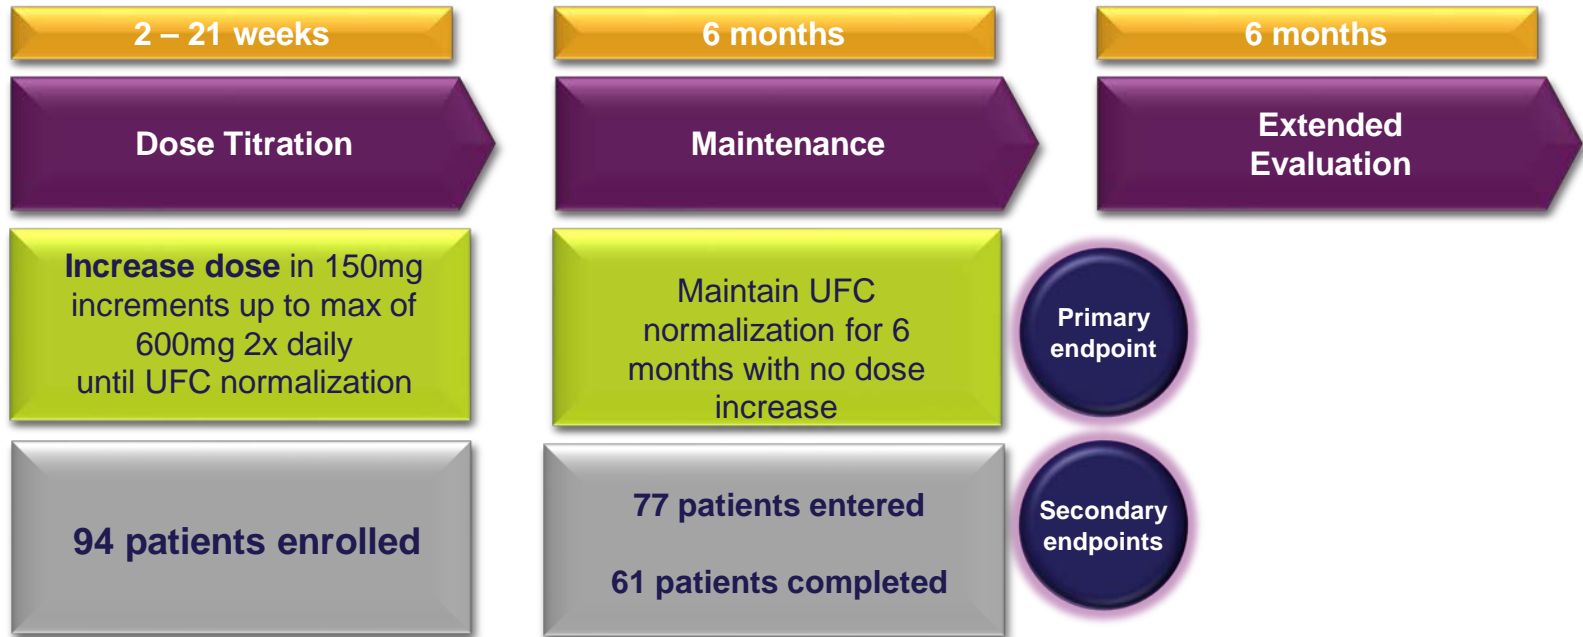 2 – 21 weeks
6 months
6 months
Dose Titration
Maintenance
Extended
Evaluation
Increase dose in 150mg
increments up to max of
600mg 2x daily
until UFC normalization
Maintain UFC
normalization for 6
months with no dose
increase
Primary
endpoint
94 patients enrolled
77 patients entered
61 patients completed
Secondary
endpoints